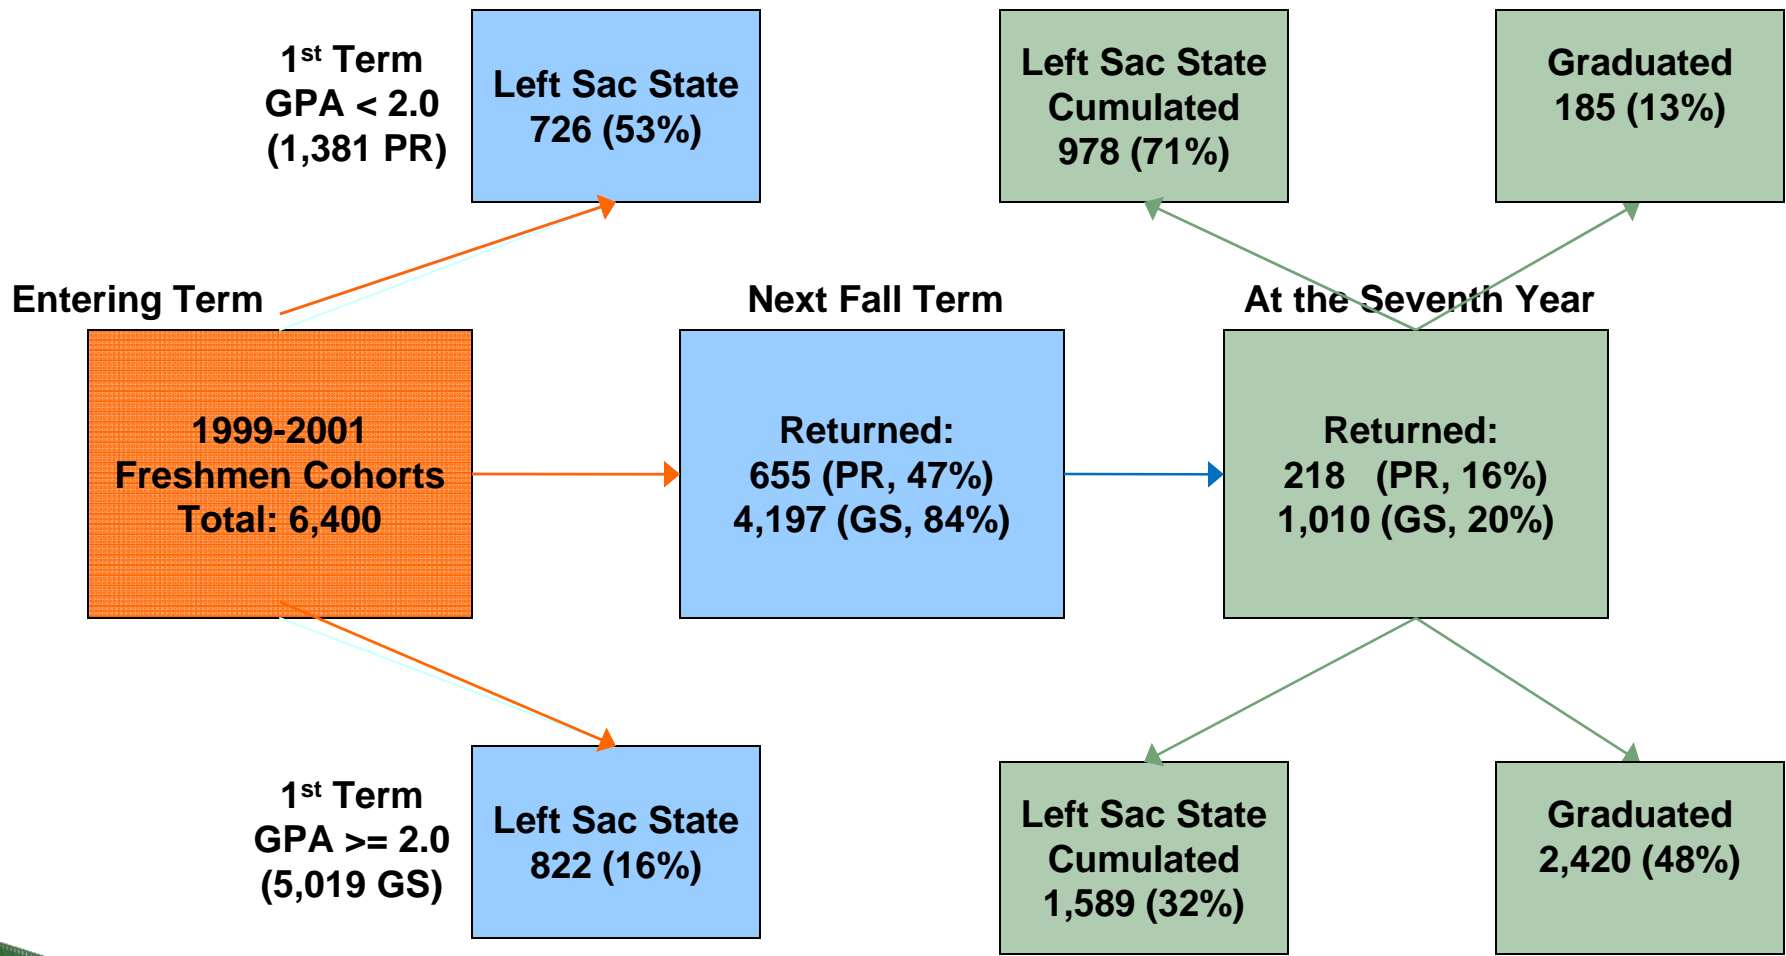 1st Term
GPA < 2.0
(1,381 PR)
Left Sac State
726 (53%)
Left Sac State
Cumulated
978 (71%)
Graduated
185 (13%)
Entering Term
Next Fall Term
At the Seventh Year
1999-2001
Freshmen Cohorts
Total: 6,400
Returned:
655 (PR, 47%)
4,197 (GS, 84%)
Returned:
218 (PR, 16%)
1,010 (GS, 20%)
1st Term
GPA >= 2.0
(5,019 GS)
Left Sac State
822 (16%)
Left Sac State
Cumulated
1,589 (32%)
Graduated
2,420 (48%)